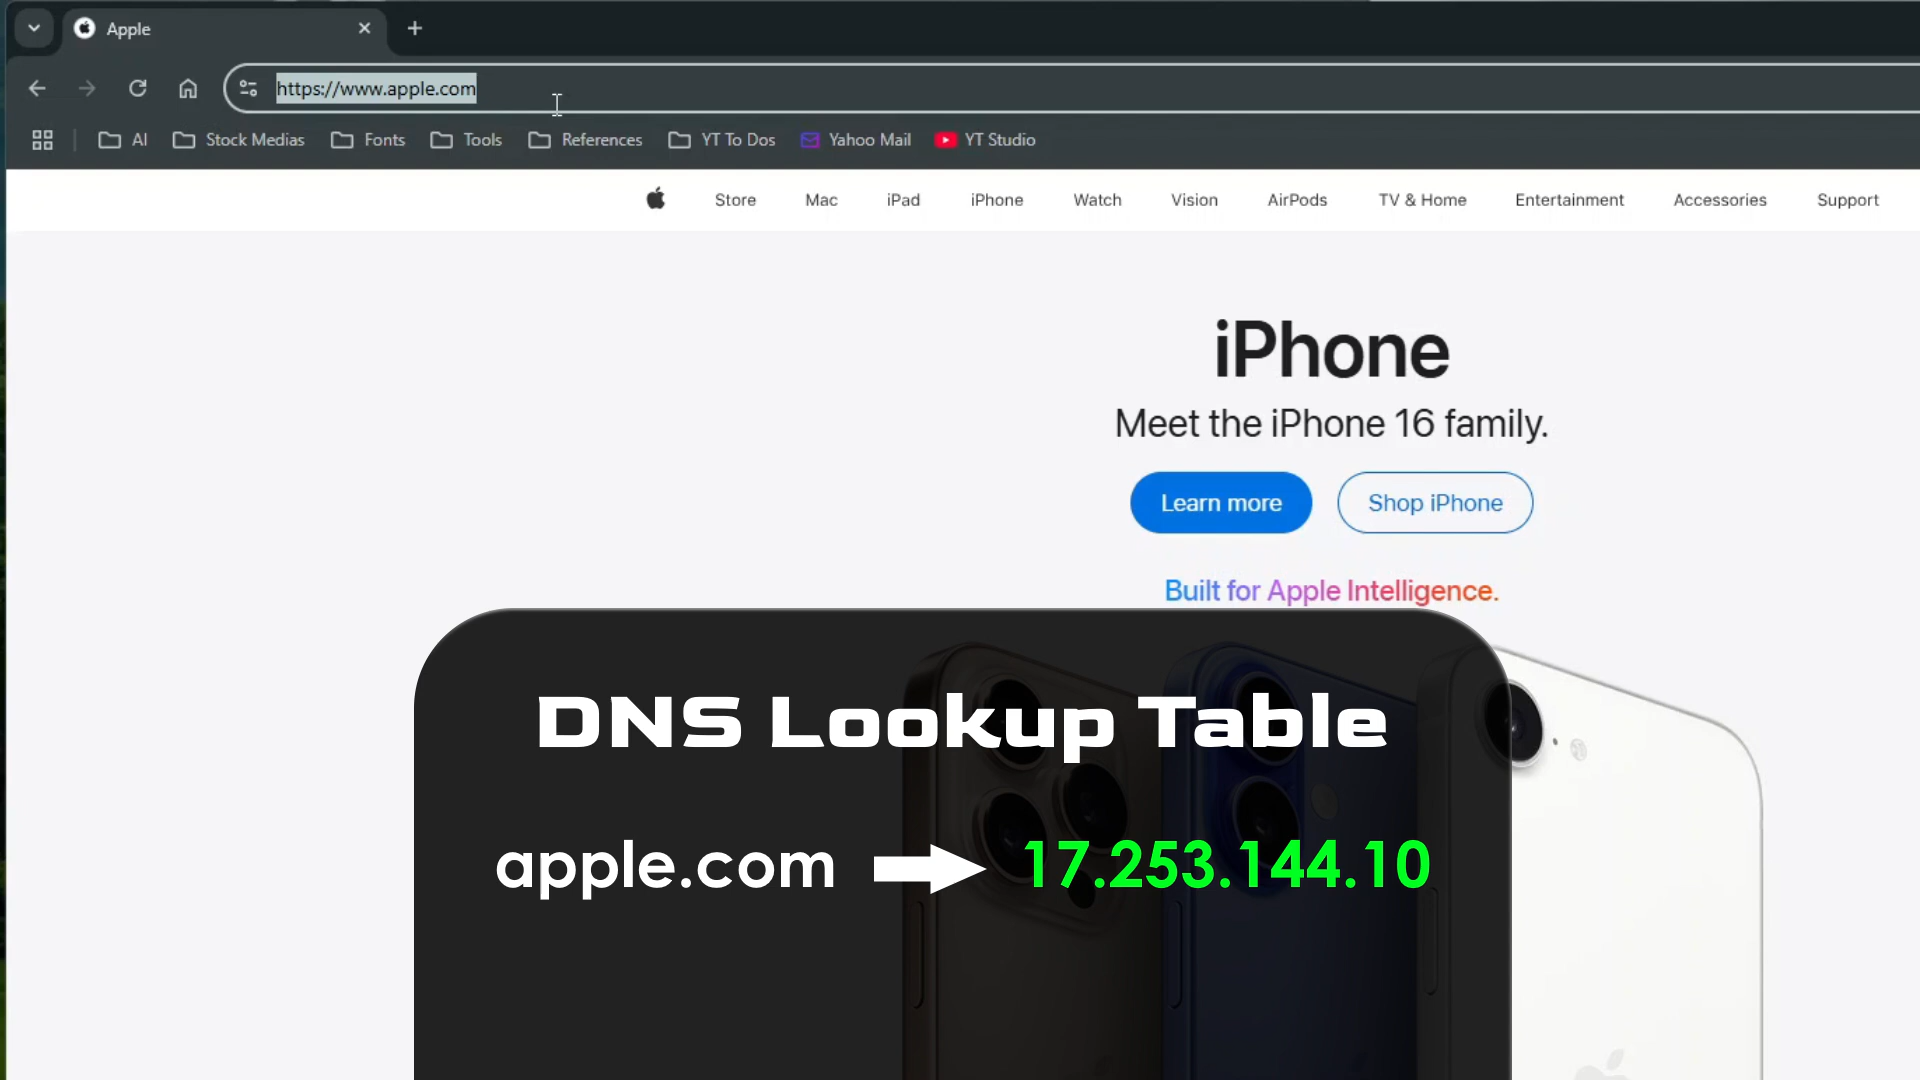 Apple
https://www.apple.com
AI Stock Medias Fonts Tools References YT To Dos Yahoo Mail YT Studio
Store Mac iPad iPhone Watch Vision AirPods TV & Home Entertainment Accessories Support
iPhone
Meet the iPhone 16 family.
Learn more Shop iPhone
Built for Apple Intelligence.
DNS Lookup Table
apple.com 17.253.144.10